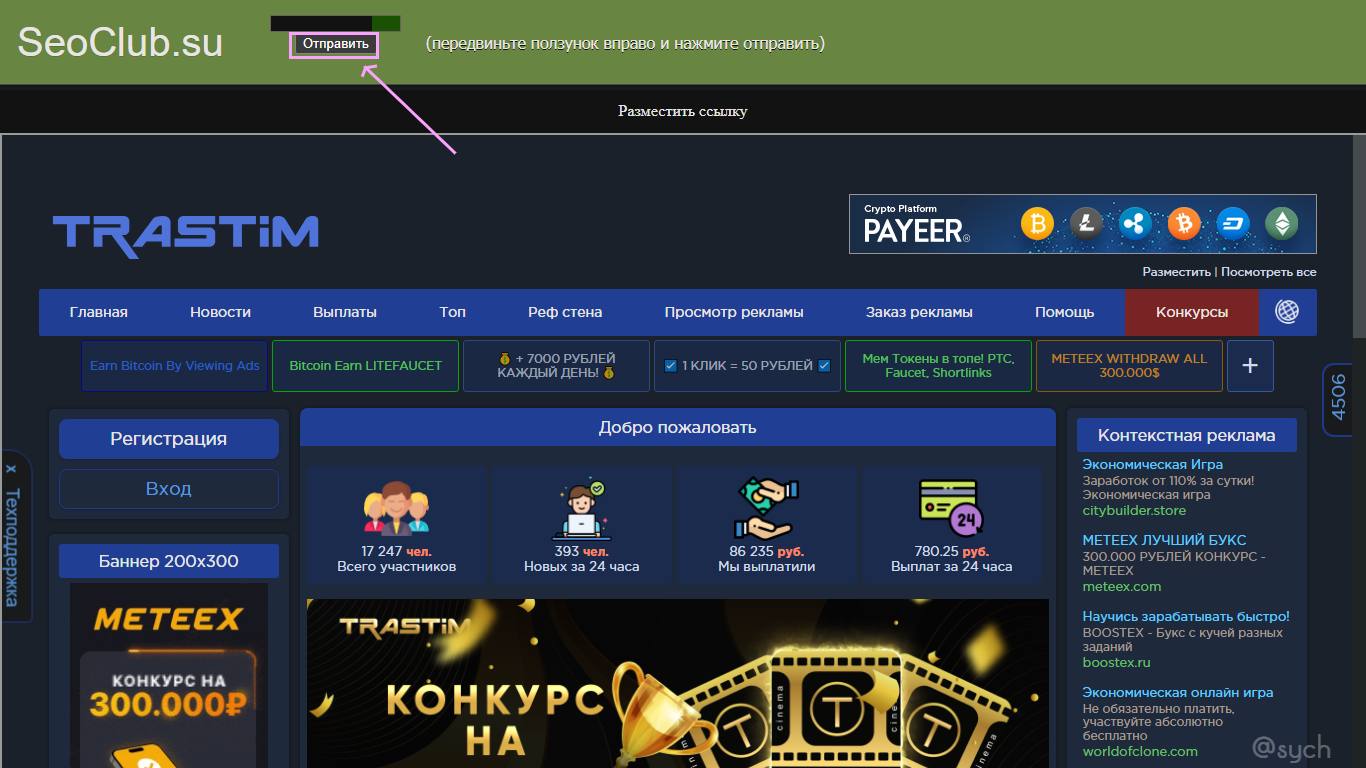 SeoClub.su
Отправить
(передвиньте ползунок вправо и нажмите отправить)
Разместить ссылку
TRASTiM
Crypto Platform
PAYEER®
Разместить | Посмотреть все
Главная
Новости
Выплаты
Топ
Реф стена
Просмотр рекламы
Заказ рекламы
Помощь
Конкурсы
Earn Bitcoin By Viewing Ads
Bitcoin Earn LITEFAUCET
+ 7000 РУБЛЕЙ
КАЖДЫЙ ДЕНЬ!
1 КЛИК = 50 РУБЛЕЙ
Мем Токены в топе! PTC,
Faucet, Shortlinks
METEEX WITHDRAW ALL
300.000$
+
4506
x Техподдержка
Регистрация
Вход
Баннер 200x300
METEEX
КОНКУРС НА
300.000₽
Добро пожаловать
17 247 чел.
Всего участников
393 чел.
Новых за 24 часа
86 235 руб.
Мы выплатили
24
780.25 руб.
Выплат за 24 часа
TRASTiM
КОНКУРС
НА
cinema
cinema
cinema
Контекстная реклама
Экономическая Игра
Заработок от 110% за сутки!
Экономическая игра
citybuilder.store
МЕТЕЕХ ЛУЧШИЙ БУКС
300.000 РУБЛЕЙ КОНКУРС -
METEEX
meteex.com
Научись зарабатывать быстро!
BOOSTEX - Букс с кучей разных
заданий
boostex.ru
Экономическая онлайн игра
Не обязательно платить,
участвуйте абсолютно
бесплатно
worldofclone.com
@sych